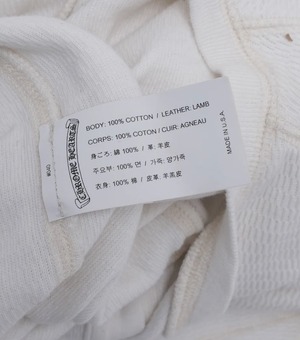 BODY: 100% COTTON / LEATHER: LAMB
CORPS: 100% COTON / CUIR: AGNEAU
身ごろ: 綿 100% / 革: 羊皮
주요부: 100% 면 / 가죽: 양가죽
衣身: 100% 棉 / 皮革: 羊羔皮
MADE IN U.S.A.
CHROME HEARTS